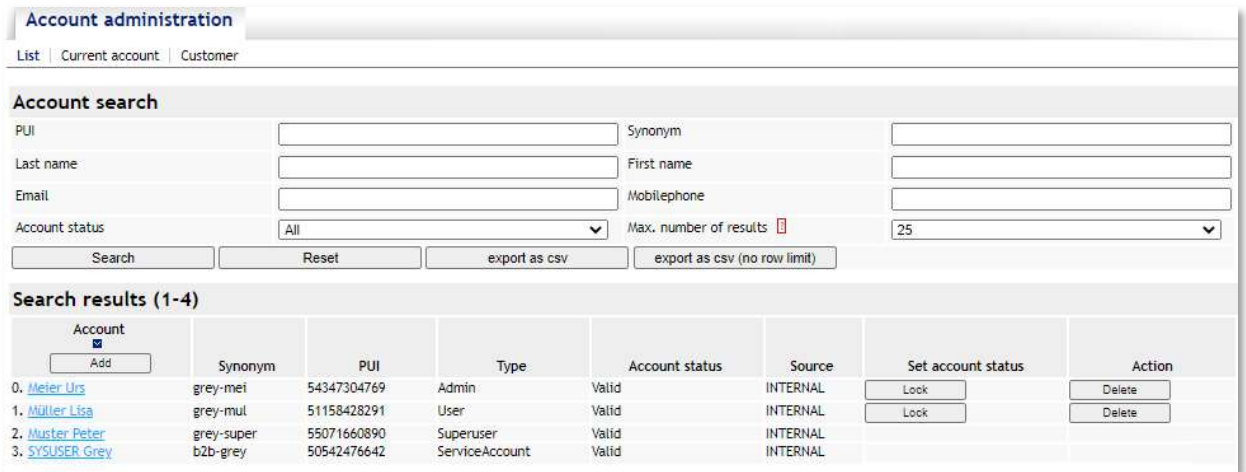 Account administration
List | Current account | Customer
Account search
PUI Synonym
Last name First name
Email Mobilephone
Account status All Max. number of results 25
Search Reset export as csv export as csv (no row limit)
Search results (1-4)
Account
Add Synonym PUI Type Account status Source Set account status Action
0. Meier Urs grey-mei 54347304769 Admin Valid INTERNAL Lock Delete
1. Müller Lisa grey-mul 51158428291 User Valid INTERNAL Lock Delete
2. Muster Peter grey-super 55071660890 Superuser Valid INTERNAL
3. SYSUSER Grey b2b-grey 50542476642 ServiceAccount Valid INTERNAL